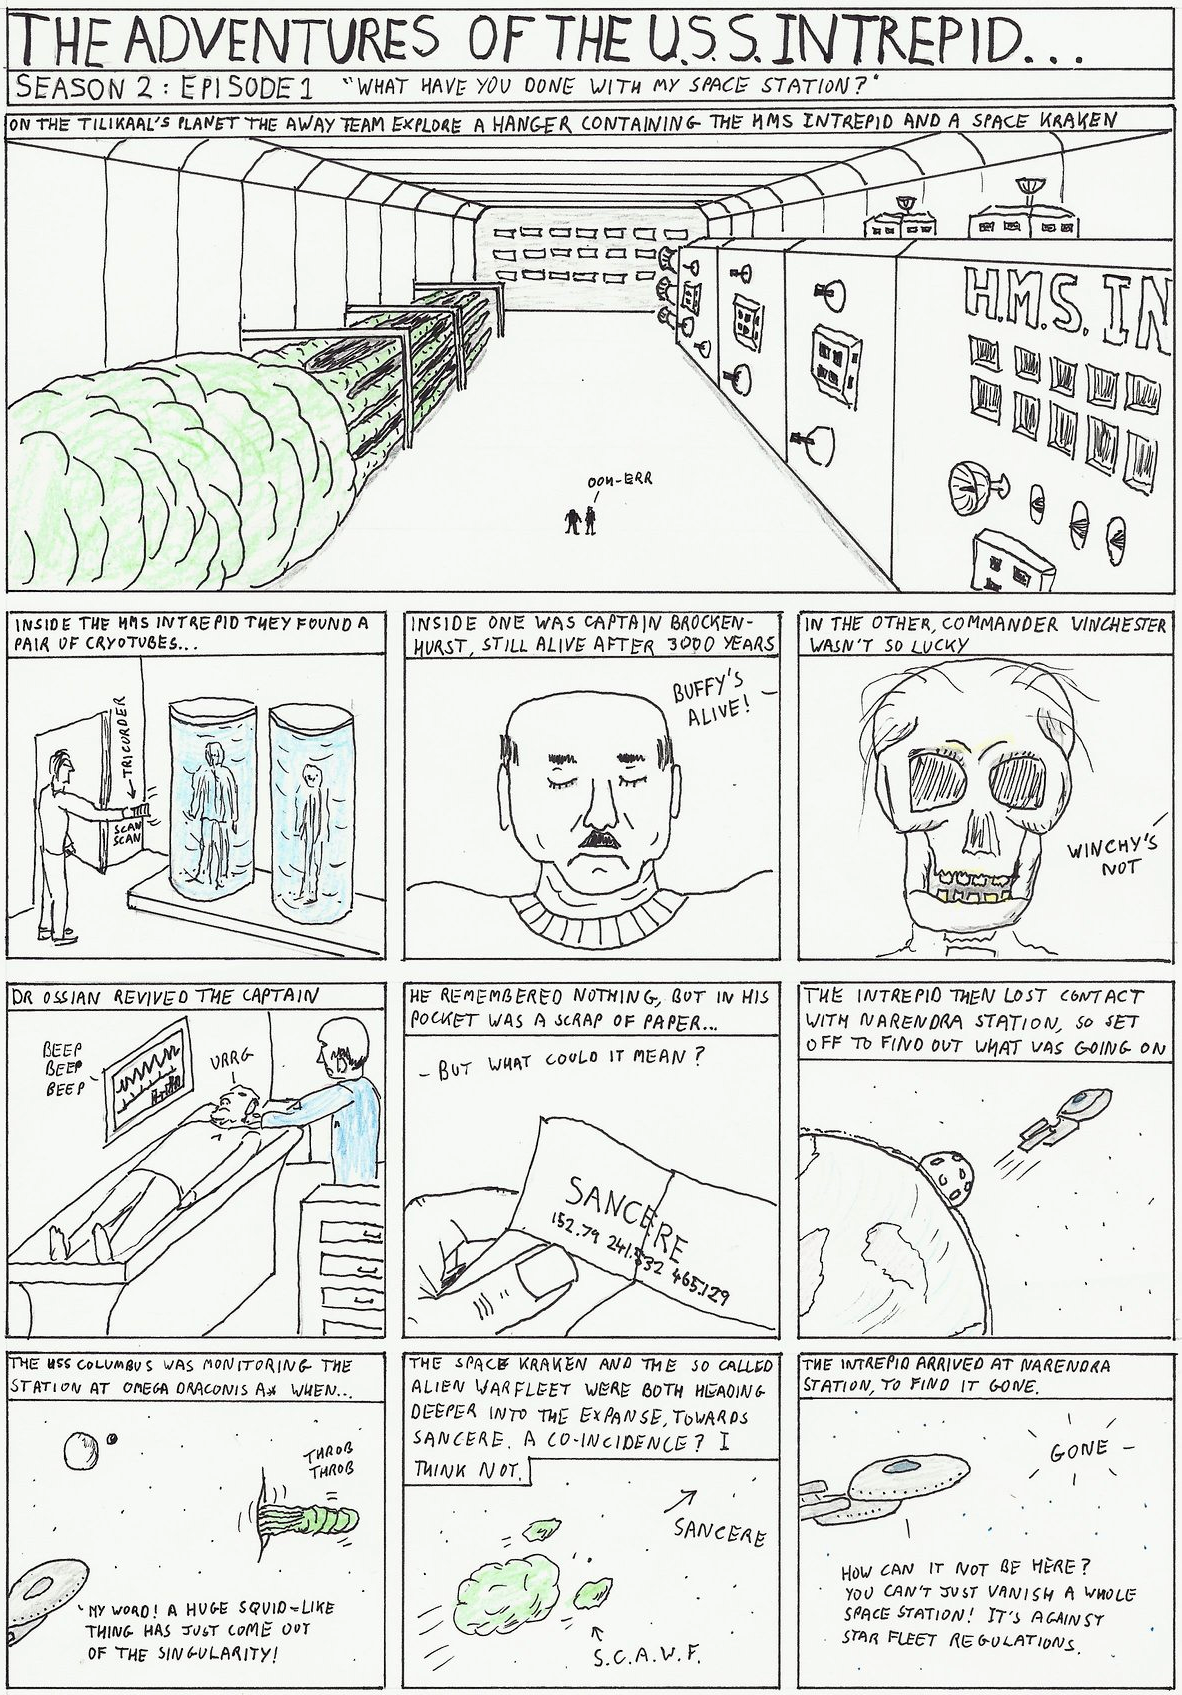 THE ADVENTURES OF THE U.S.S. INTREPID...
SEASON 2: EPISODE 1 "WHAT HAVE YOU DONE WITH MY SPACE STATION?"
ON THE TILIKAAL'S PLANET THE AWAY TEAM EXPLORE A HANGER CONTAINING THE HMS INTREPID AND A SPACE KRAKEN
H.M.S. IN
OOH-ERR
INSIDE THE HMS INTREPID THEY FOUND A
PAIR OF CRYOTUBES...
TRICORDER
SCAN
SCAN
INSIDE ONE WAS CAPTAIN BROCKEN-
HURST, STILL ALIVE AFTER 3000 YEARS
BUFFY'S
ALIVE!
IN THE OTHER, COMMANDER WINCHESTER
WASN'T SO LUCKY
WINCHY'S
NOT
DR OSSIAN REVIVED THE CAPTAIN
BEEP
BEEP
BEEP
URRG
HE REMEMBERED NOTHING, BUT IN HIS
POCKET WAS A SCRAP OF PAPER...
BUT WHAT COULD IT MEAN?
SANCERE
152.79 241.532 465.129
THE INTREPID THEN LOST CONTACT
WITH NARENDRA STATION, SO SET
OFF TO FIND OUT WHAT WAS GOING ON
THE USS COLUMBUS WAS MONITORING THE
STATION AT OMEGA DRACONIS A* WHEN...
THROB
THROB
MY WORD! A HUGE SQUID-LIKE
THING HAS JUST COME OUT
OF THE SINGULARITY!
THE SPACE KRAKEN AND THE SO CALLED
ALIEN WARFLEET WERE BOTH HEADING
DEEPER INTO THE EXPANSE, TOWARDS
SANCERE. A CO-INCIDENCE? I
THINK NOT.
SANCERE
S.C.A.W.F.
THE INTREPID ARRIVED AT NARENDRA
STATION, TO FIND IT GONE.
GONE
HOW CAN IT NOT BE HERE?
YOU CAN'T JUST VANISH A WHOLE
SPACE STATION! IT'S AGAINST
STAR FLEET REGULATIONS.